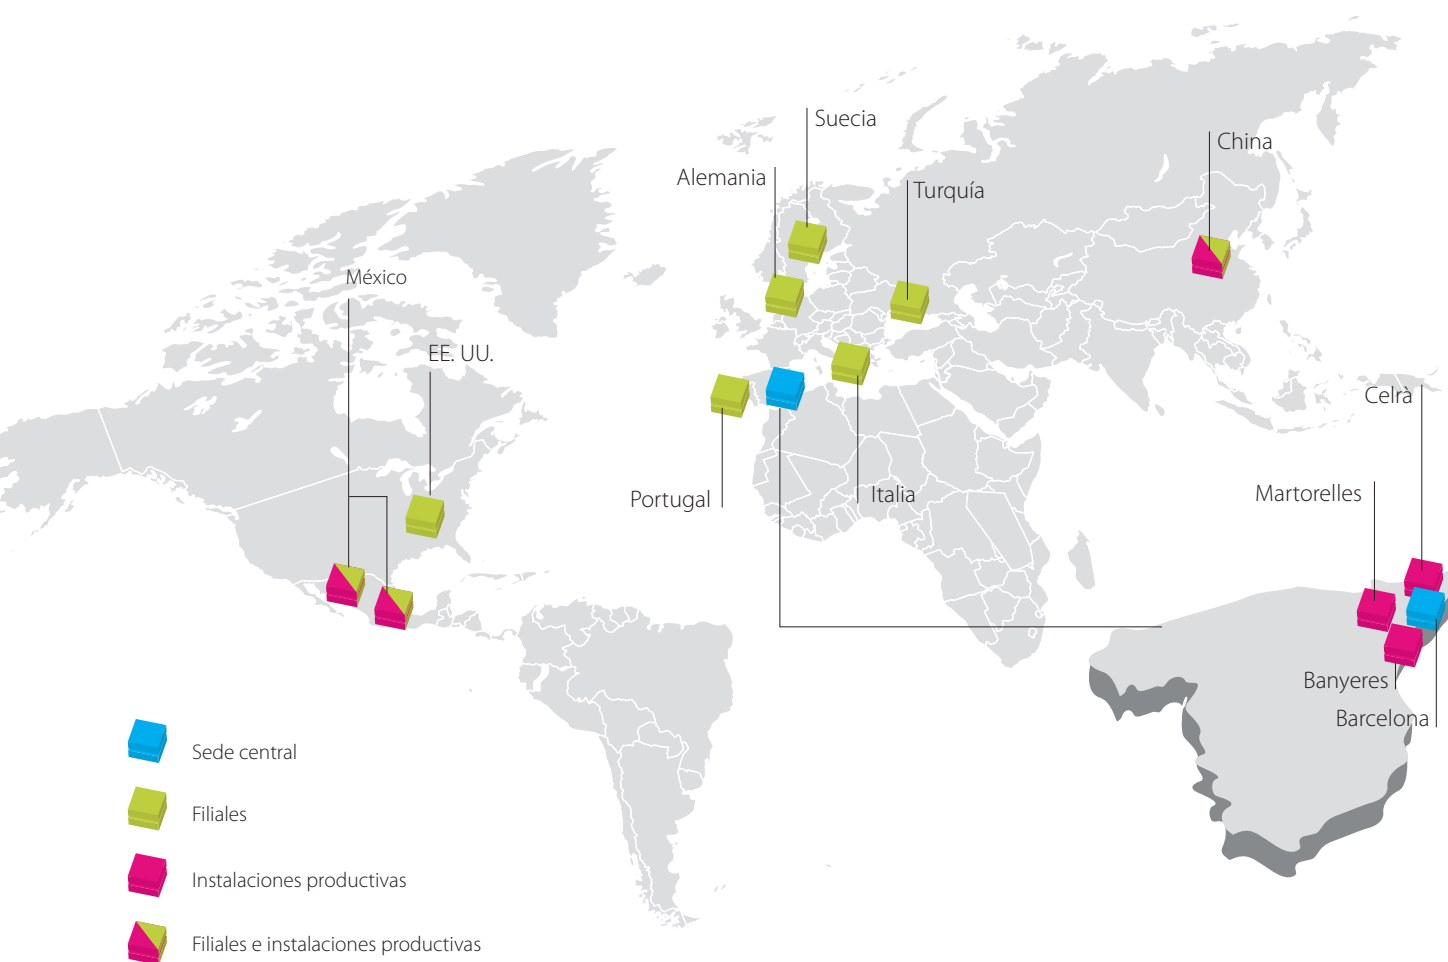 Suecia
China
Alemania
Turquía
México
EE. UU.
Celrà
Portugal
Italia
Martorelles
Banyeres
Barcelona
Sede central
Filiales
Instalaciones productivas
Filiales e instalaciones productivas